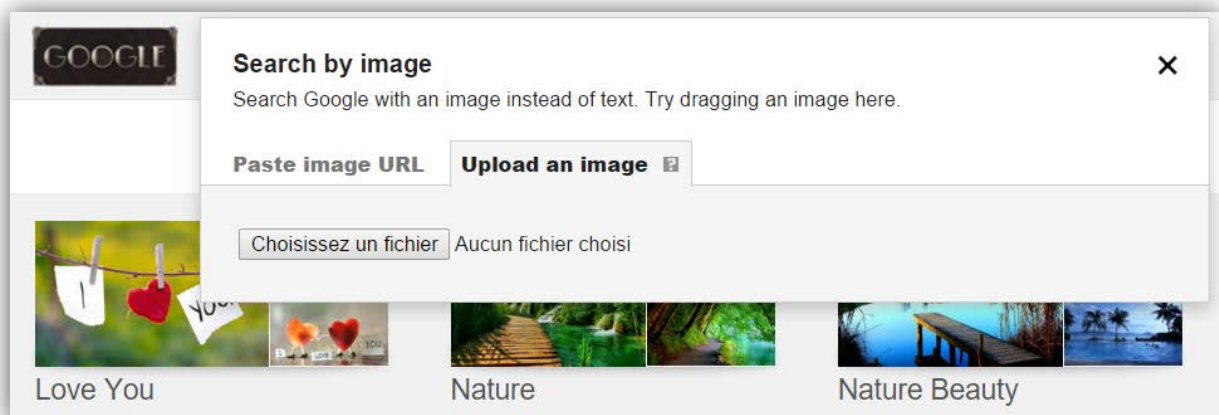 GOOGLE
Search by image
Search Google with an image instead of text. Try dragging an image here.
Paste image URL
Upload an image ?
Choisissez un fichier Aucun fichier choisi
I
YOU
I LOVE YOU
Love You
Nature
Nature Beauty